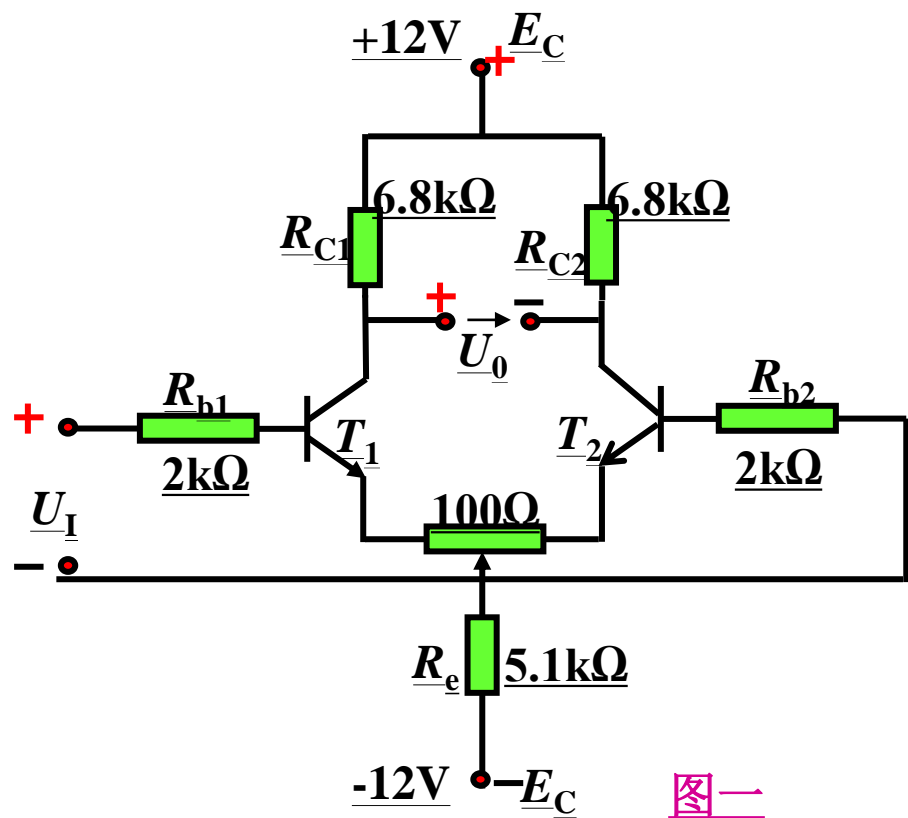 +12V + E_C
6.8kΩ 6.8kΩ
R_C1 R_C2
+ → −
U_0
+ R_b1 T_1 T_2 R_b2
2kΩ 2kΩ
U_I 100Ω
−
R_e 5.1kΩ
-12V −E_C
图一